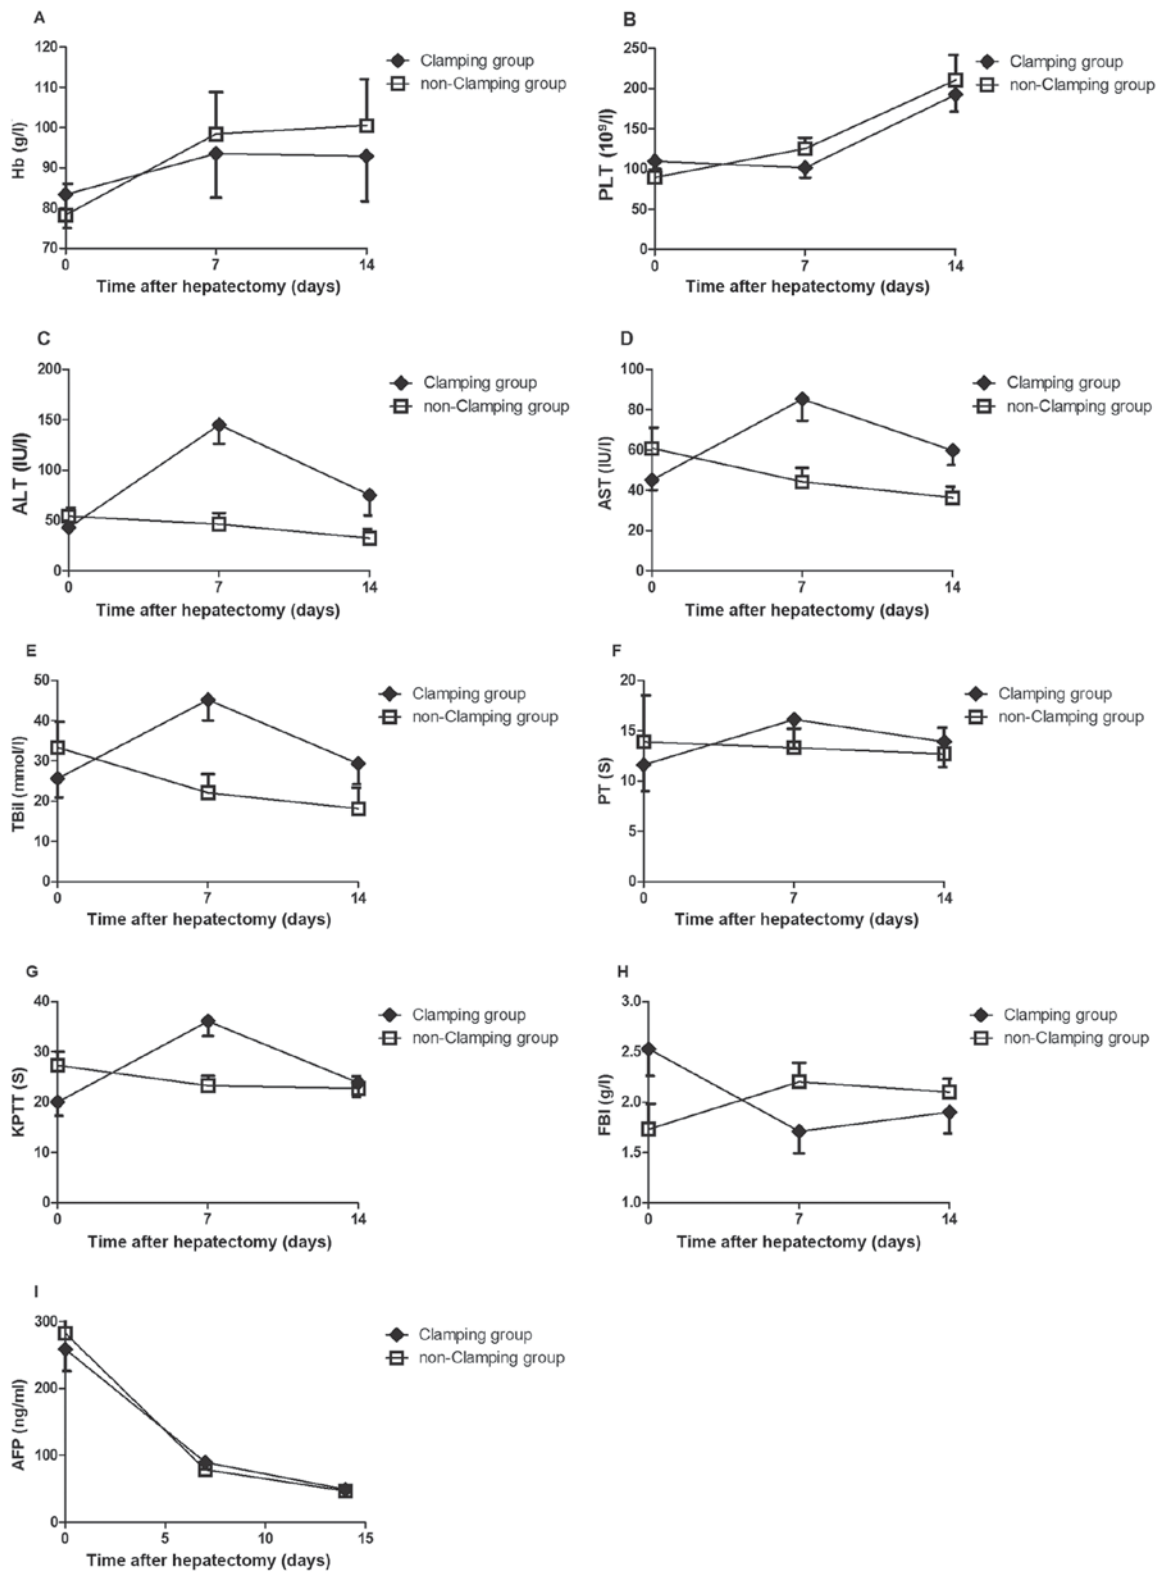 A
Hb (g/l)
120
110
100
90
80
70
0
7
14
Time after hepatectomy (days)
Clamping group
non-Clamping group
B
PLT (10⁹/l)
250
200
150
100
50
0
0
7
14
Time after hepatectomy (days)
Clamping group
non-Clamping group
C
ALT (IU/l)
200
150
100
50
0
0
7
14
Time after hepatectomy (days)
Clamping group
non-Clamping group
D
AST (IU/l)
100
80
60
40
20
0
0
7
14
Time after hepatectomy (days)
Clamping group
non-Clamping group
E
TBil (mmol/l)
50
40
30
20
10
0
0
7
14
Time after hepatectomy (days)
Clamping group
non-Clamping group
F
PT (S)
20
15
10
5
0
0
7
14
Time after hepatectomy (days)
Clamping group
non-Clamping group
G
KPTT (S)
40
30
20
10
0
0
7
14
Time after hepatectomy (days)
Clamping group
non-Clamping group
H
FBI (g/l)
3.0
2.5
2.0
1.5
1.0
0
7
14
Time after hepatectomy (days)
Clamping group
non-Clamping group
I
AFP (ng/ml)
300
200
100
0
0
5
10
15
Time after hepatectomy (days)
Clamping group
non-Clamping group